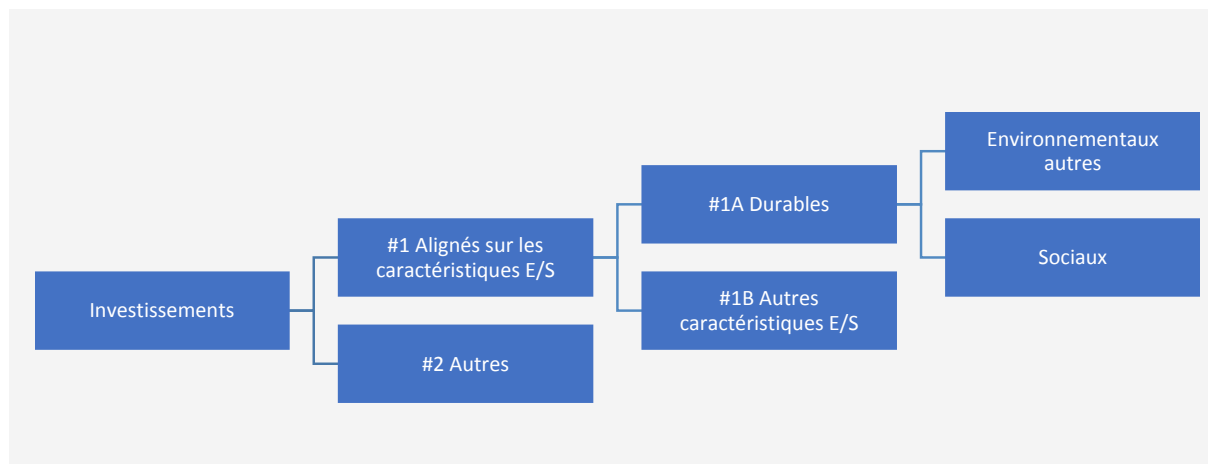 Investissements
#1 Alignés sur les
caractéristiques E/S
#2 Autres
#1A Durables
#1B Autres
caractéristiques E/S
Environnementaux
autres
Sociaux